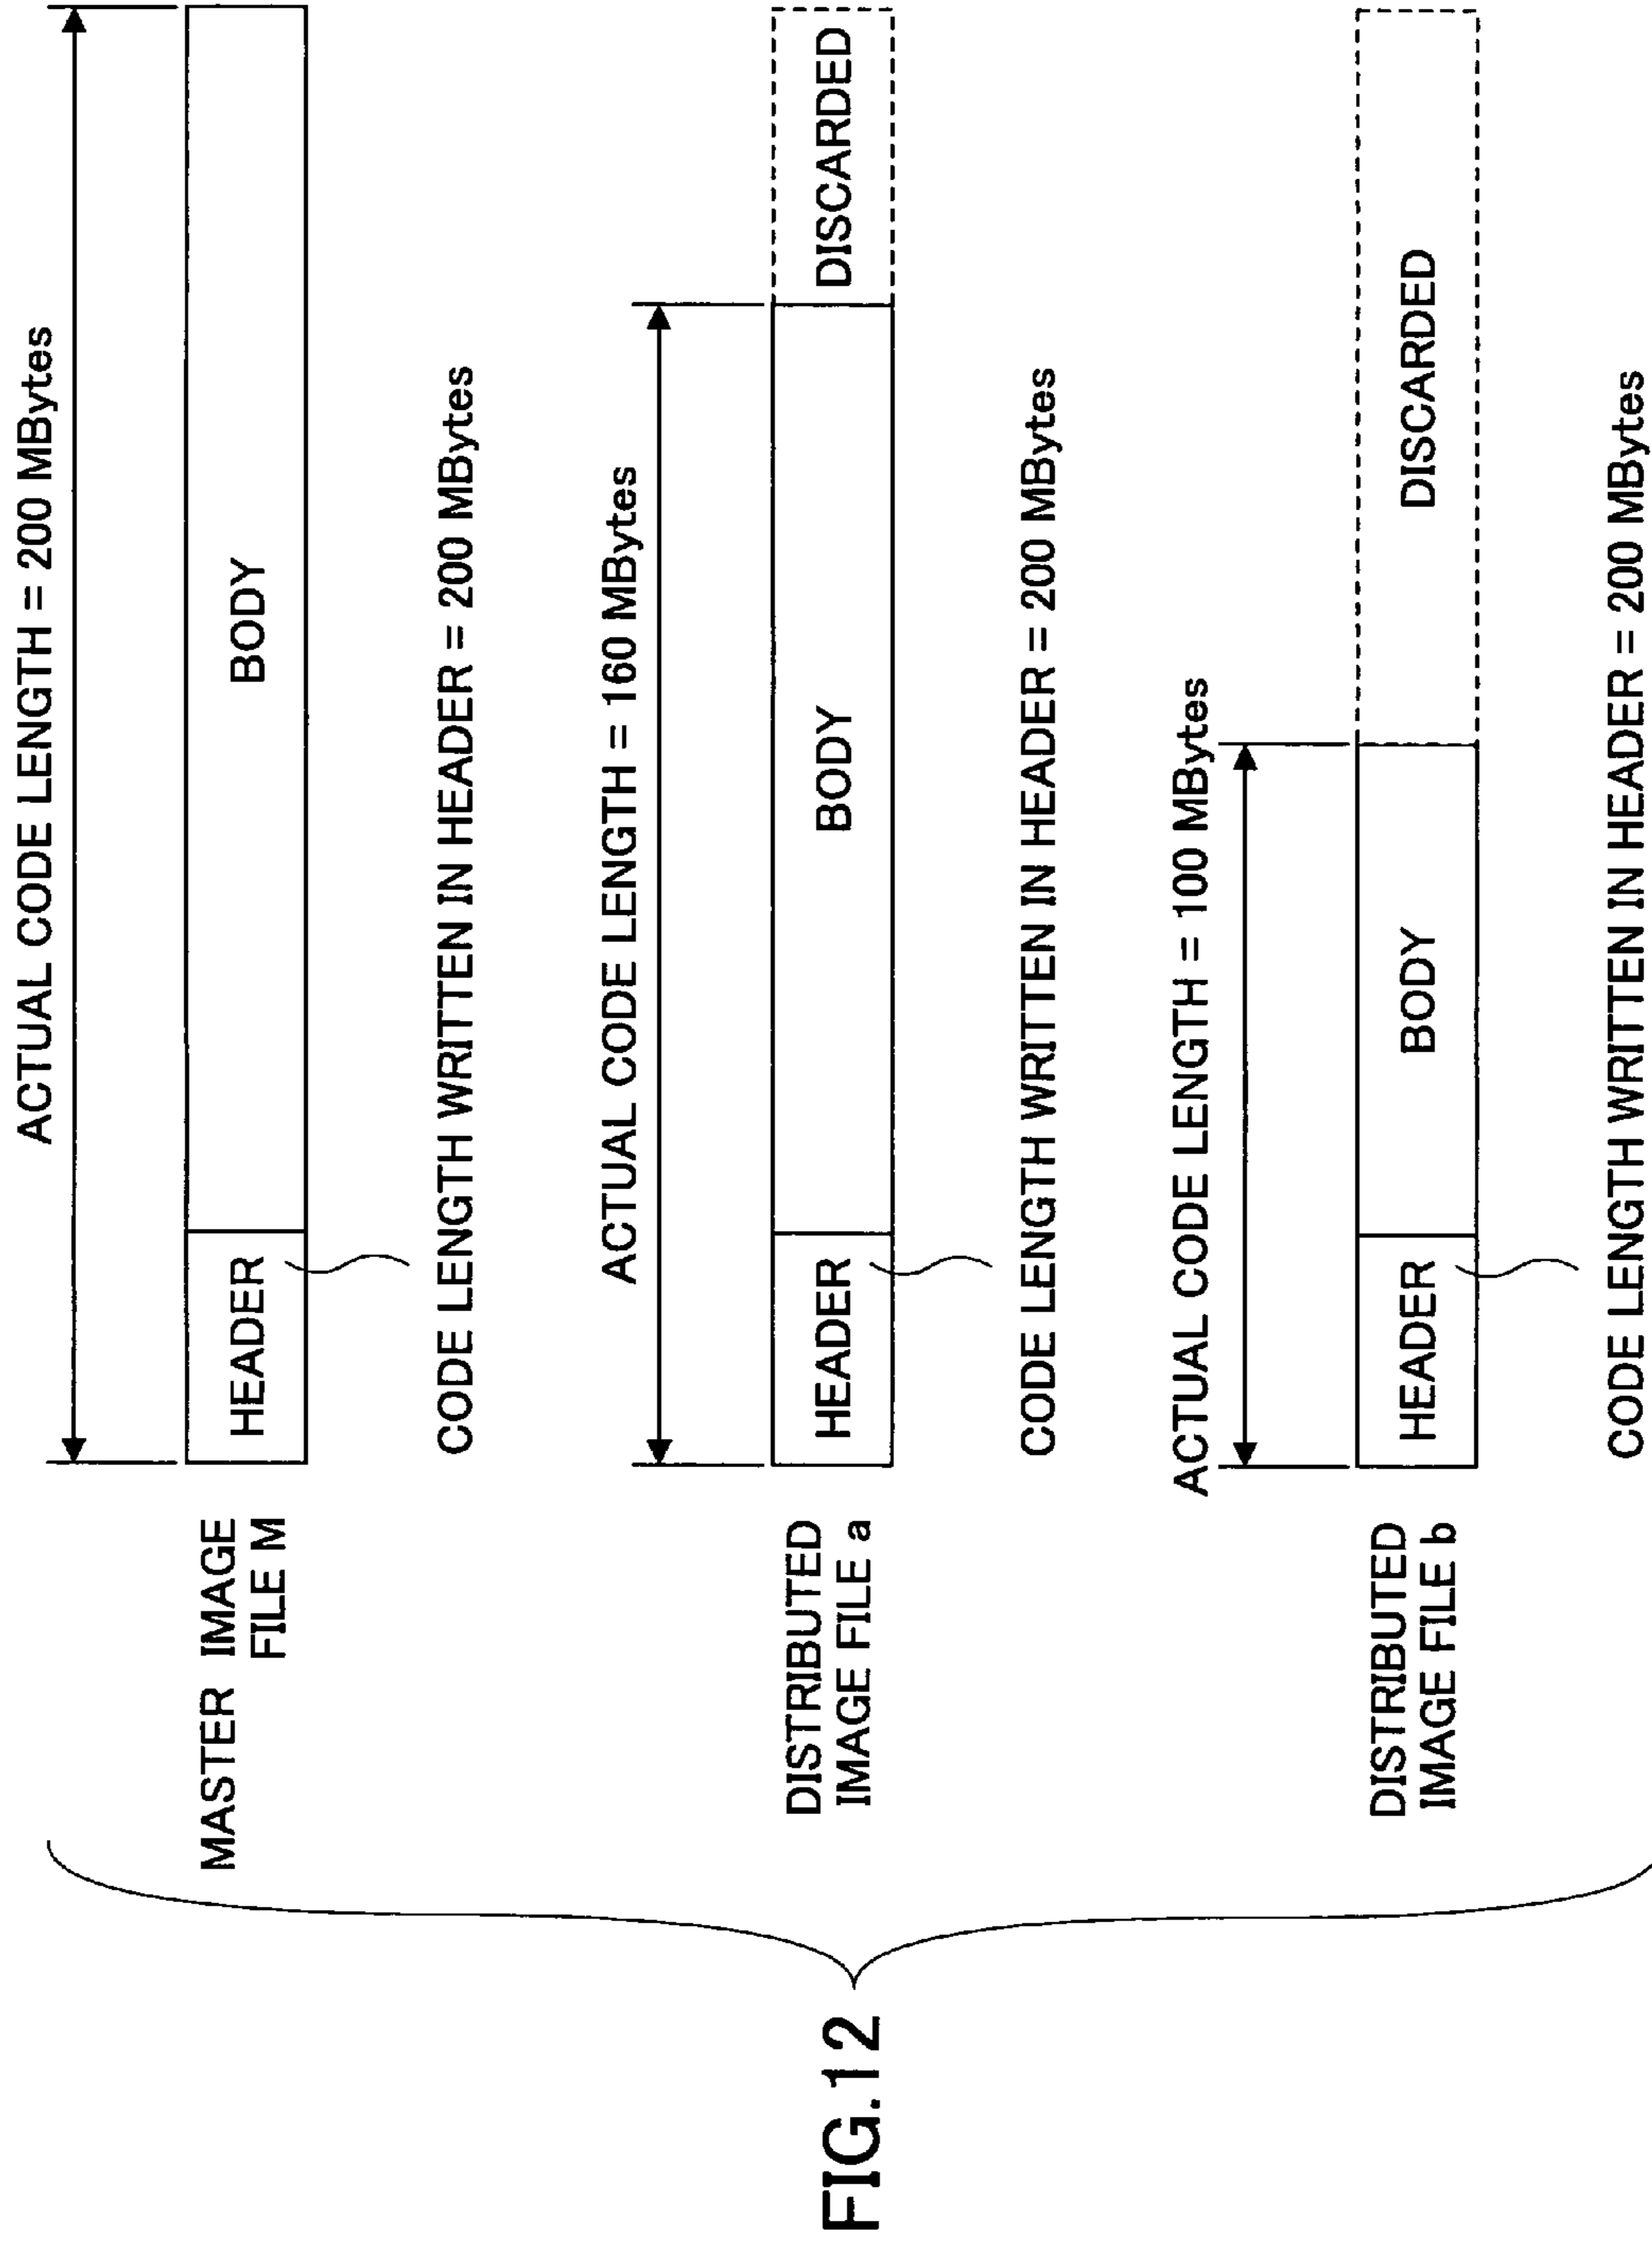 FIG.12
MASTER IMAGE
FILE M
ACTUAL CODE LENGTH = 200 MBytes
HEADER
BODY
CODE LENGTH WRITTEN IN HEADER = 200 MBytes
DISTRIBUTED
IMAGE FILE a
ACTUAL CODE LENGTH = 160 MBytes
HEADER
BODY
DISCARDED
CODE LENGTH WRITTEN IN HEADER = 200 MBytes
DISTRIBUTED
IMAGE FILE b
ACTUAL CODE LENGTH = 100 MBytes
HEADER
BODY
DISCARDED
CODE LENGTH WRITTEN IN HEADER = 200 MBytes